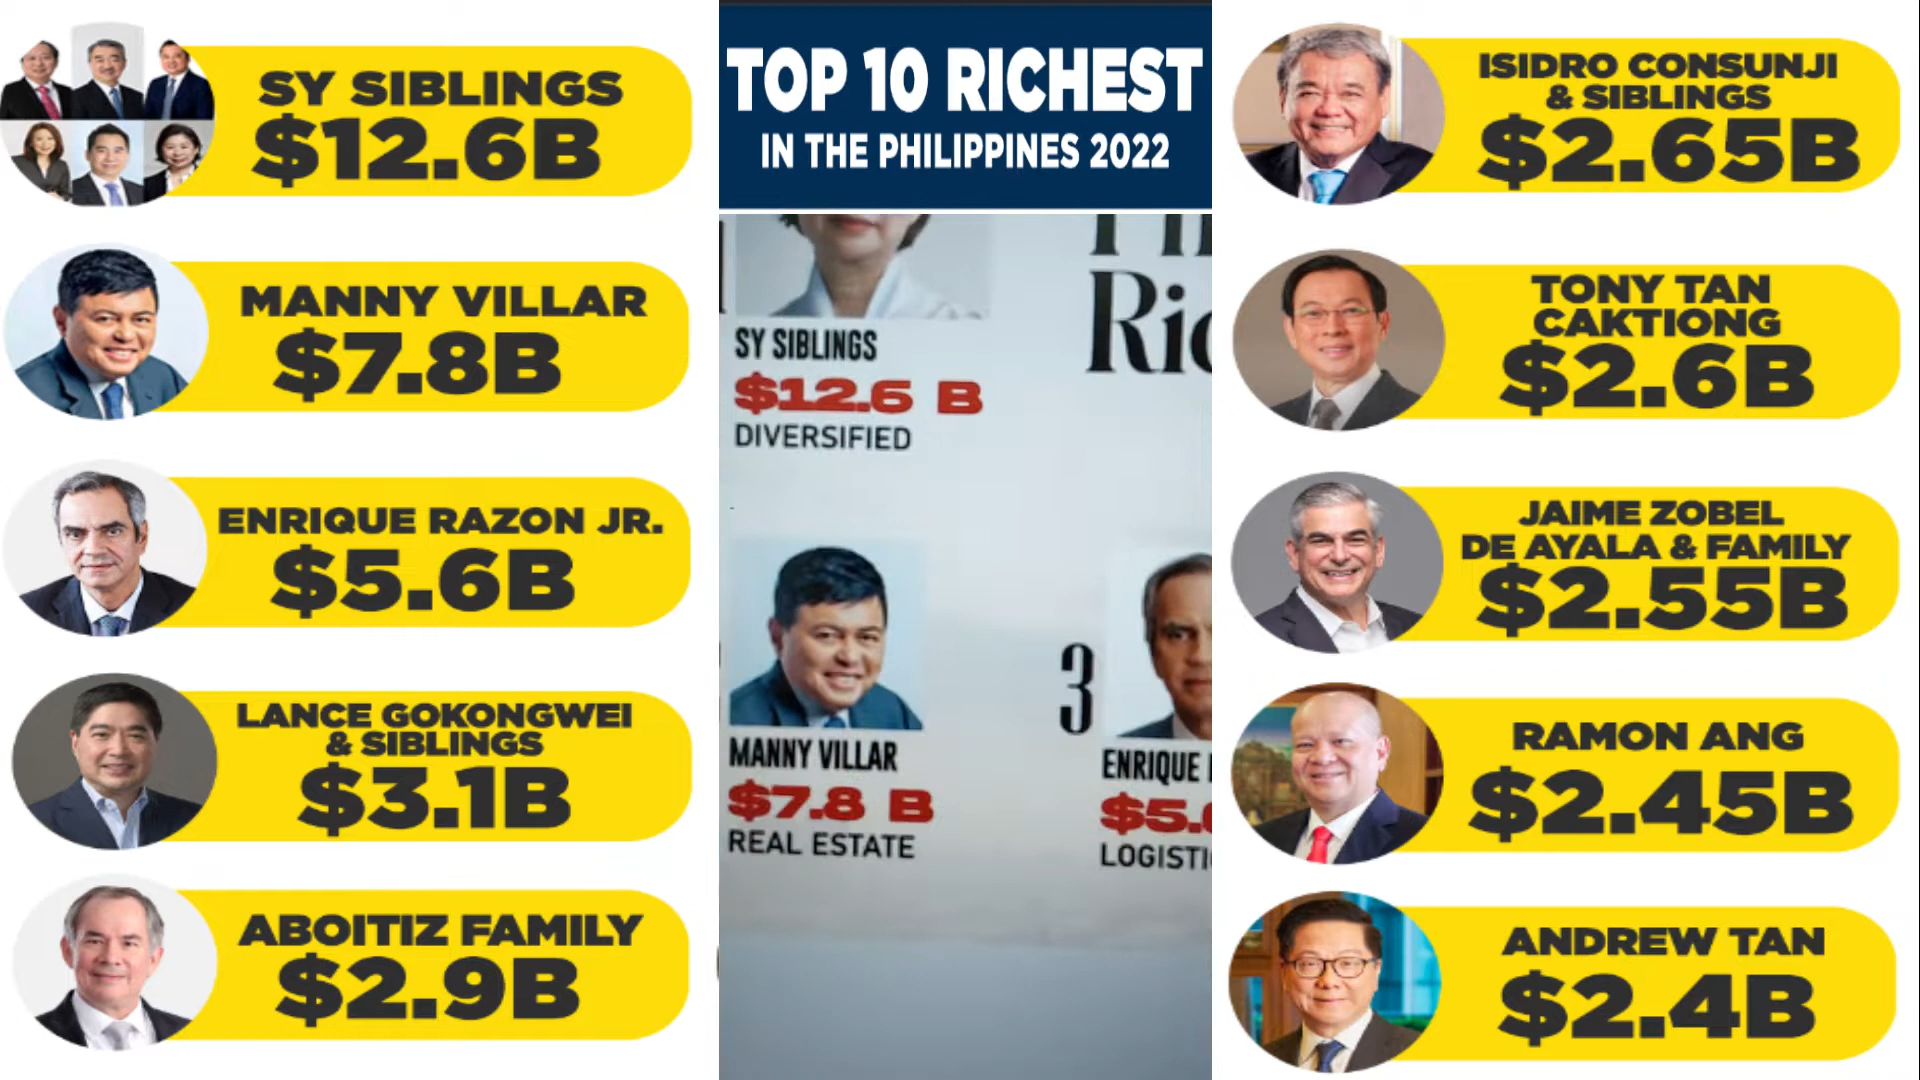 SY SIBLINGS
$12.6B
MANNY VILLAR
$7.8B
ENRIQUE RAZON JR.
$5.6B
LANCE GOKONGWEI
& SIBLINGS
$3.1B
ABOITIZ FAMILY
$2.9B
TOP 10 RICHEST
IN THE PHILIPPINES 2022
SY SIBLINGS
$12.6 B
DIVERSIFIED
MANNY VILLAR
$7.8 B
REAL ESTATE
3
ENRIQUE
ISIDRO CONSUNJI
& SIBLINGS
$2.65B
TONY TAN
CAKTIONG
$2.6B
JAIME ZOBEL
DE AYALA & FAMILY
$2.55B
RAMON ANG
$2.45B
ANDREW TAN
$2.4B